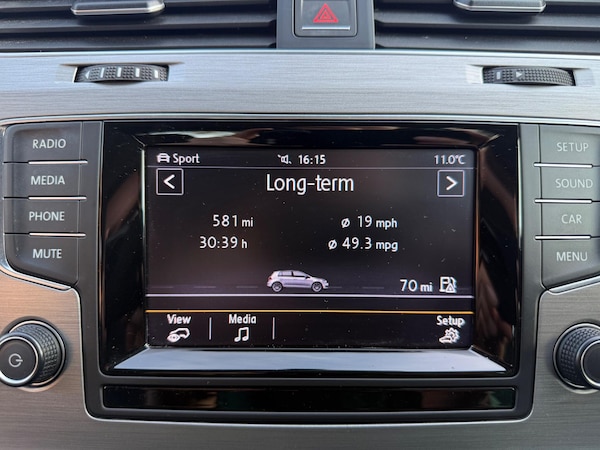 RADIO
MEDIA
PHONE
MUTE
Sport 16:15 11.0°C
< Long-term >
581 mi ø 19 mph
30:39 h ø 49.3 mpg
70 mi
View Media Setup
SETUP
SOUND
CAR
MENU